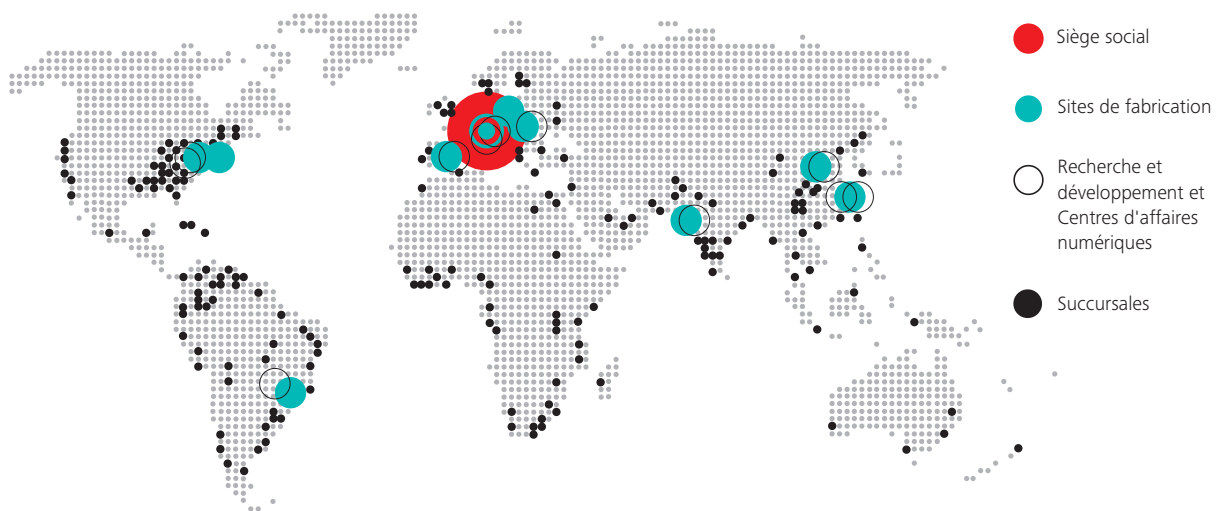 Siège social
Sites de fabrication
Recherche et
développement et
Centres d'affaires
numériques
Succursales